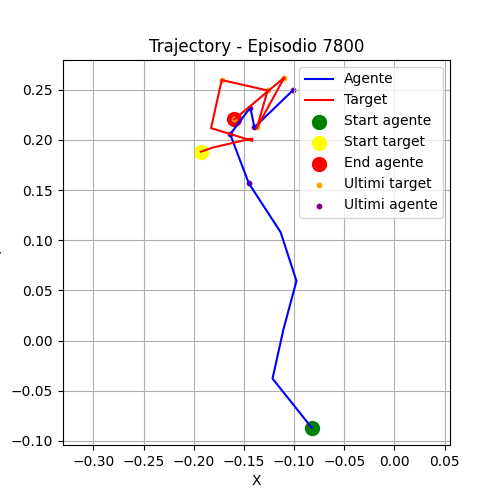 Trajectory - Episodio 7800
Agente
Target
Start agente
Start target
End agente
Ultimi target
Ultimi agente
0.25
0.20
0.15
0.10
0.05
0.00
−0.05
−0.10
−0.30 −0.25 −0.20 −0.15 −0.10 −0.05 0.00 0.05
X